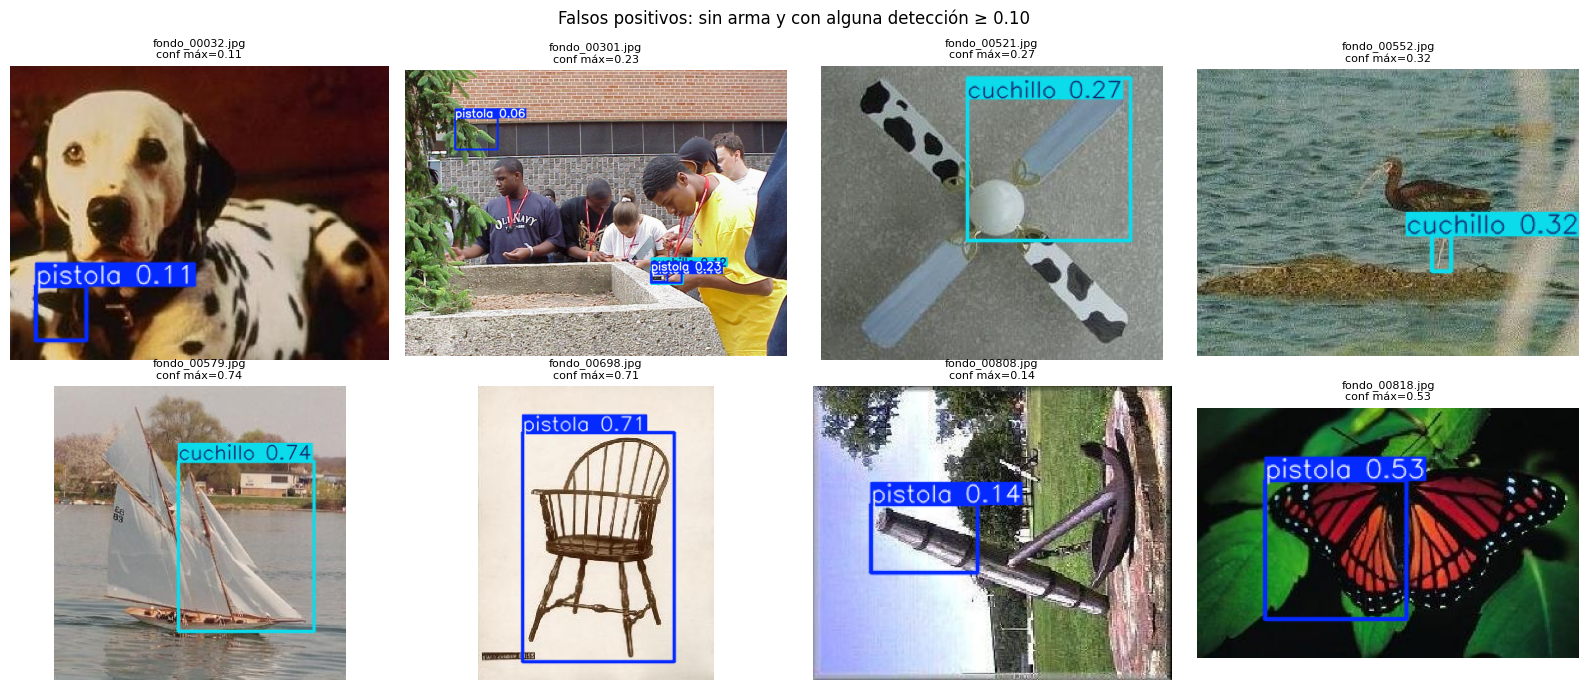 Falsos positivos: sin arma y con alguna detección ≥ 0.10
fondo_00032.jpg
conf máx=0.11
pistola 0.11
fondo_00301.jpg
conf máx=0.23
pistola 0.06
OLD NAVY
pistola 0.23
fondo_00521.jpg
conf máx=0.27
cuchillo 0.27
fondo_00552.jpg
conf máx=0.32
cuchillo 0.32
fondo_00579.jpg
conf máx=0.74
cuchillo 0.74
fondo_00698.jpg
conf máx=0.71
pistola 0.71
fondo_00808.jpg
conf máx=0.14
pistola 0.14
fondo_00818.jpg
conf máx=0.53
pistola 0.53